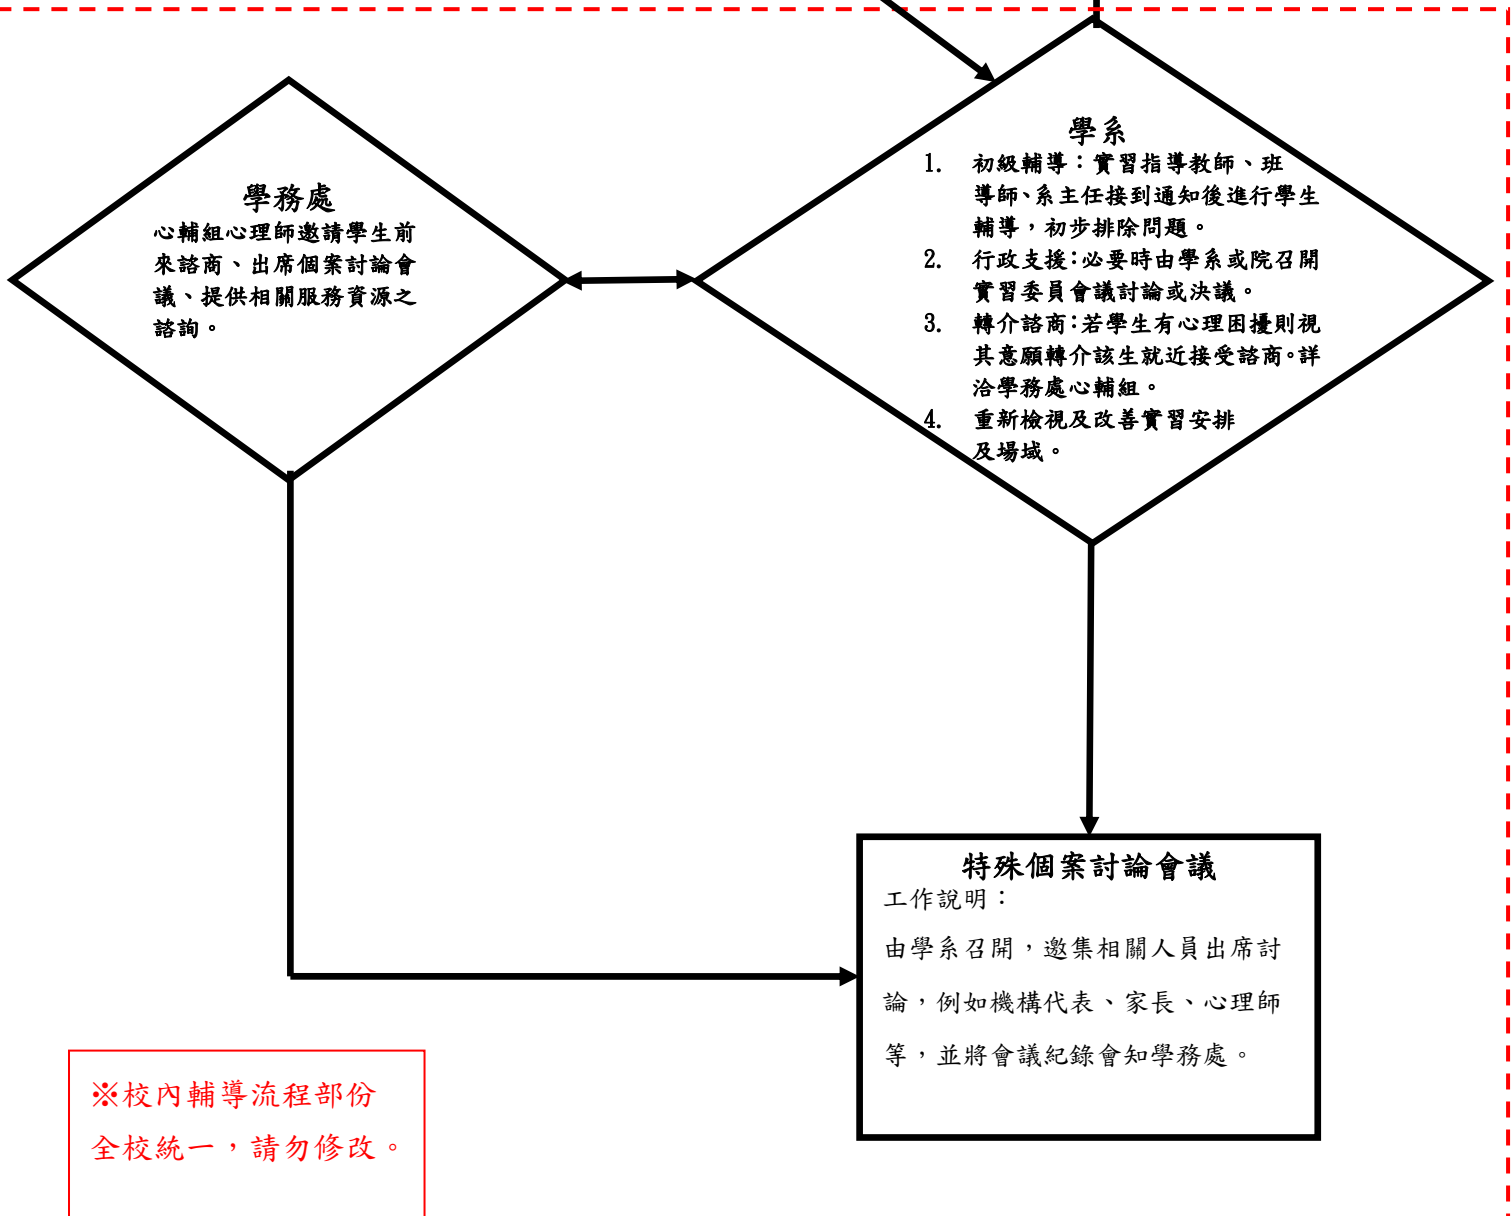 學務處
心輔組心理師邀請學生前
來諮商、出席個案討論會
議、提供相關服務資源之
諮詢。
學系
1. 初級輔導：實習指導教師、班
導師、系主任接到通知後進行學生
輔導，初步排除問題。
2. 行政支援：必要時由學系或院召開
實習委員會議討論或決議。
3. 轉介諮商：若學生有心理困擾則視
其意願轉介該生就近接受諮商。詳
洽學務處心輔組。
4. 重新檢視及改善實習安排
及場域。
特殊個案討論會議
工作說明：
由學系召開，邀集相關人員出席討
論，例如機構代表、家長、心理師
等，並將會議紀錄會知學務處。
※校內輔導流程部份
全校統一，請勿修改。